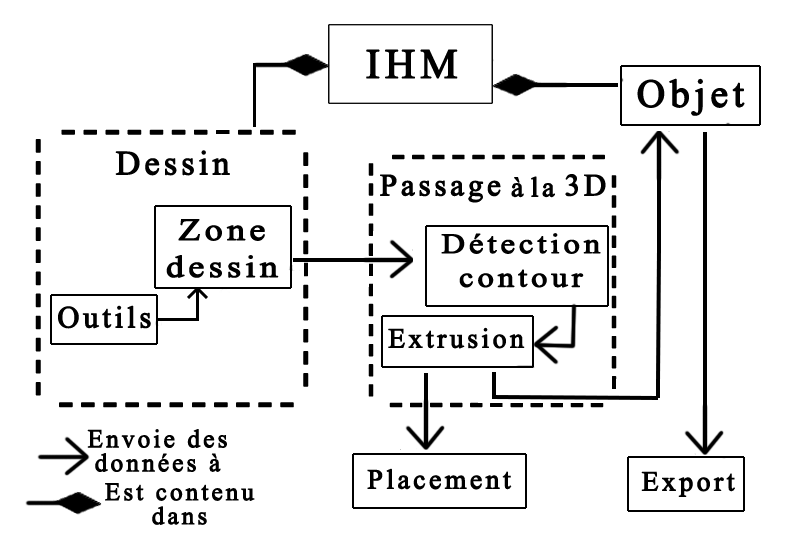 IHM
Objet
Dessin
Zone
dessin
Outils
Passage à la 3D
Détection
contour
Extrusion
Placement
Export
Envoie des
données à
Est contenu
dans